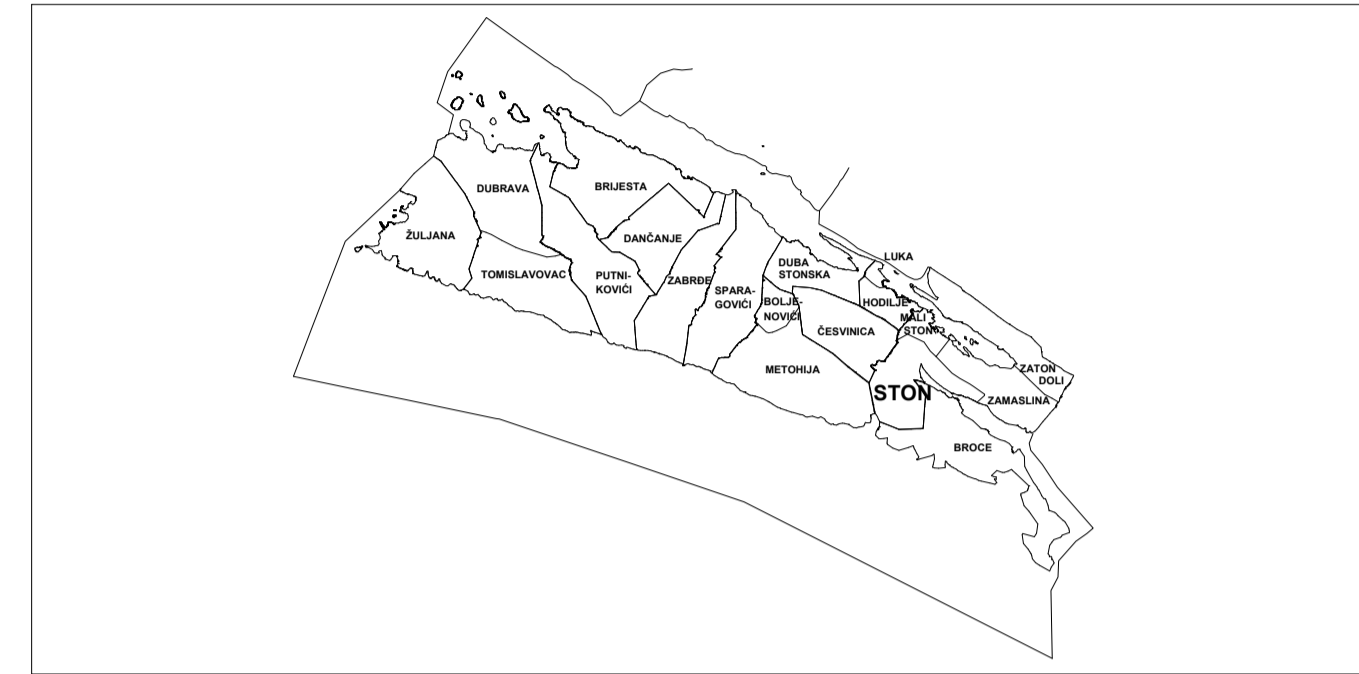 DUBRAVA
BRIJESTA
ŽULJANA
DANČANJE
TOMISLAVOVAC
PUTNI-
KOVIĆI
ZABRĐE
SPARA-
GOVIĆI
DUBA
STONSKA
LUKA
BOLJE-
NOVIĆI
HODILJE
MALI
STON
ČESVINICA
METOHIJA
STON
ZATON
DOLI
ZAMASLINA
BROCE